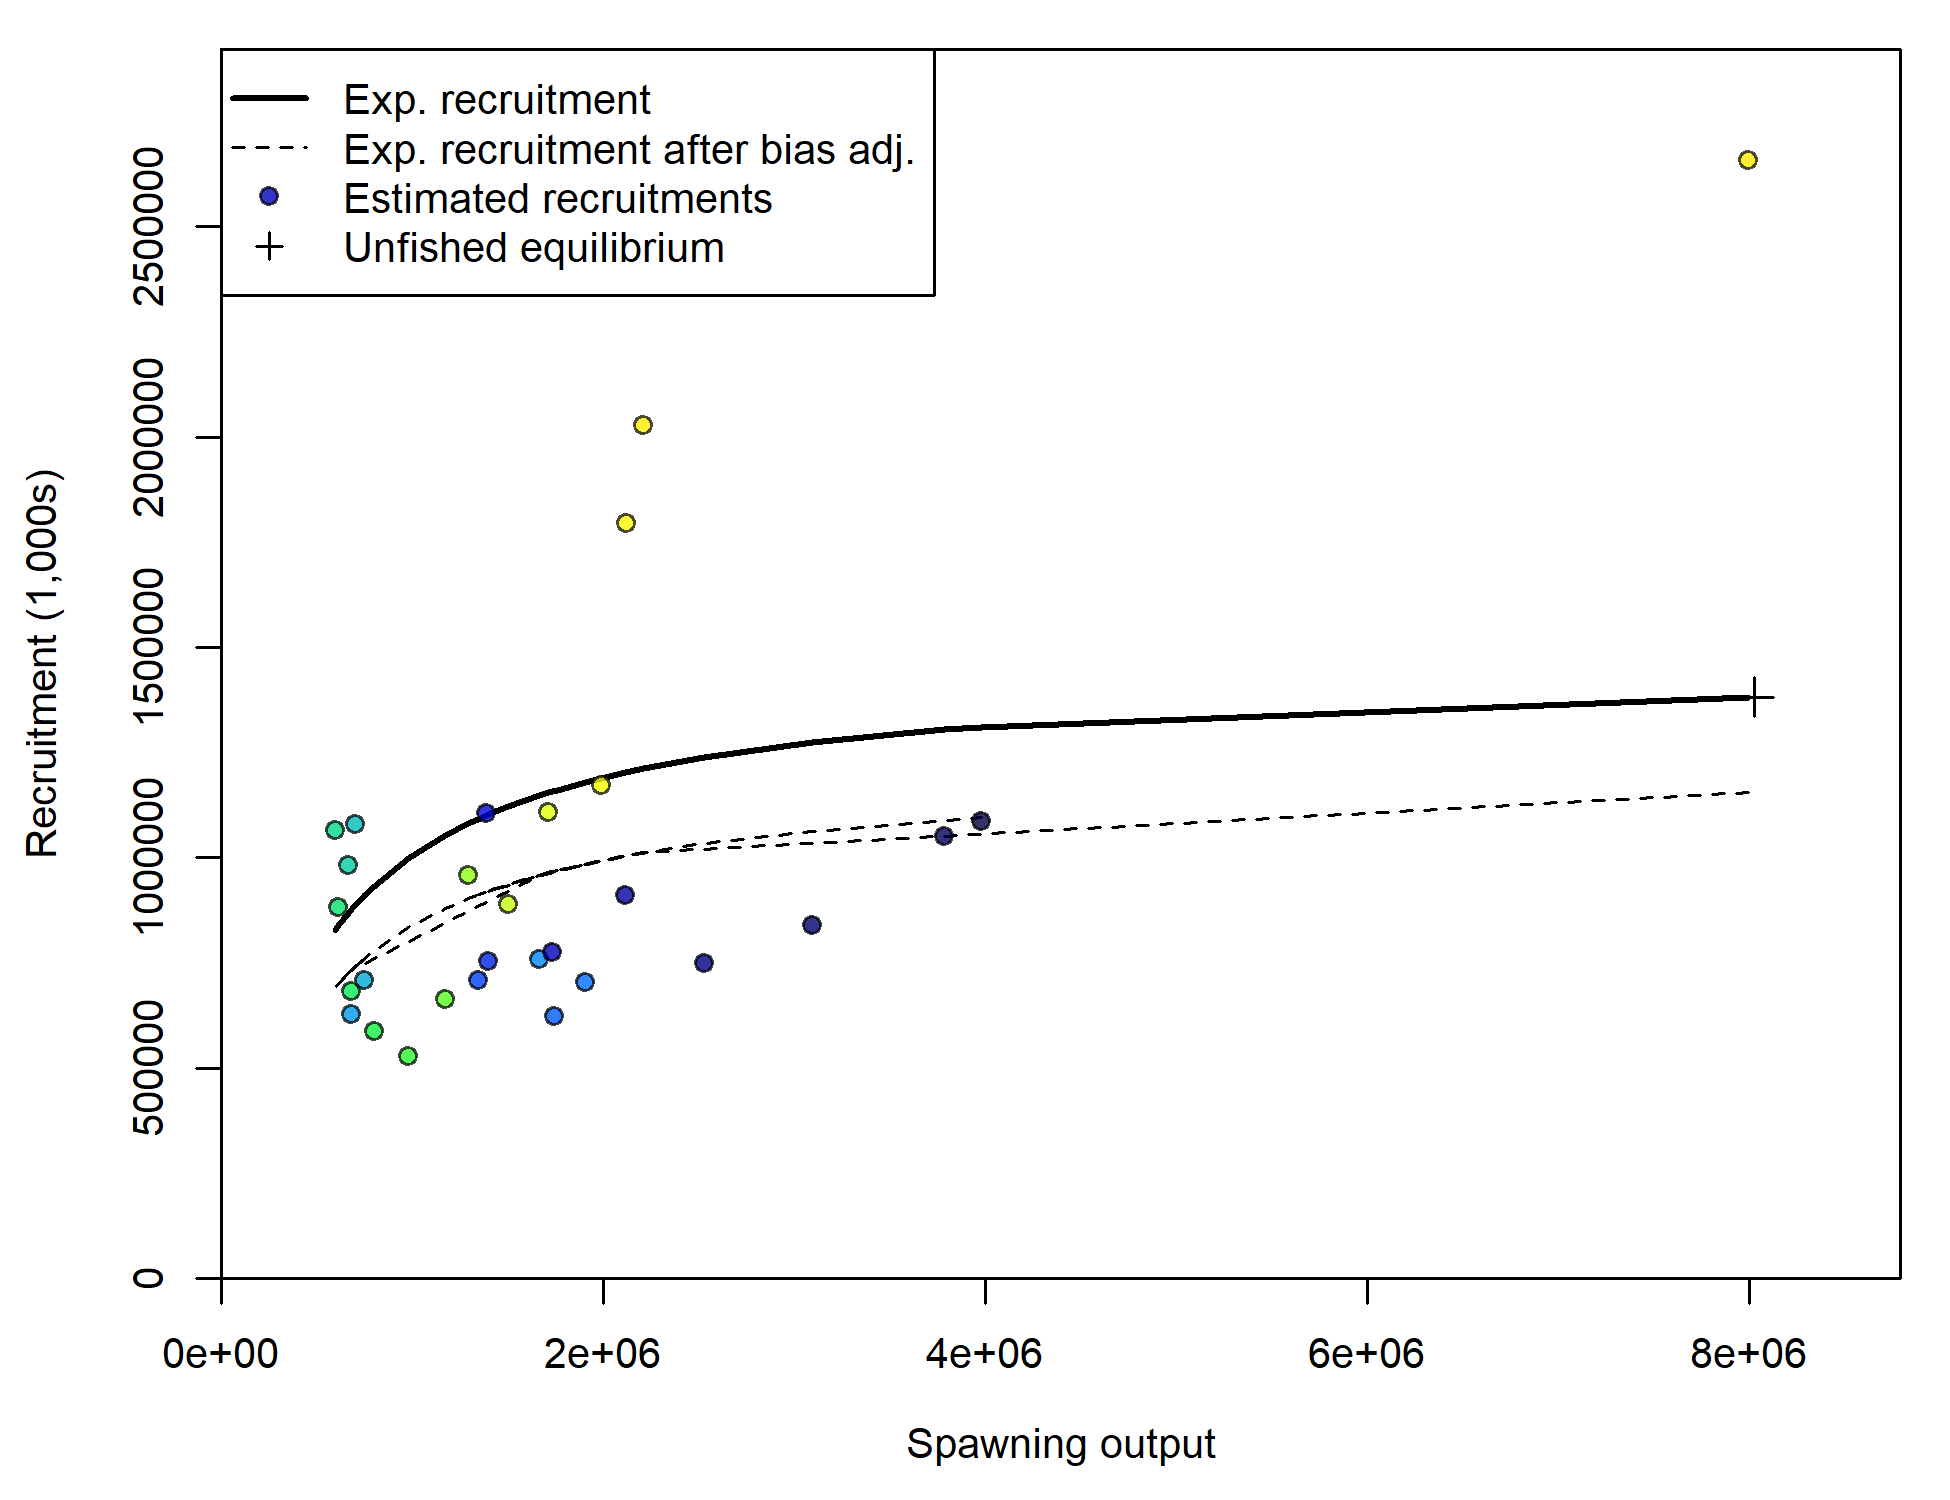 Exp. recruitment
Exp. recruitment after bias adj.
Estimated recruitments
Unfished equilibrium
Recruitment (1,000s)
2500000
2000000
1500000
1000000
500000
0
0e+00 2e+06 4e+06 6e+06 8e+06
Spawning output